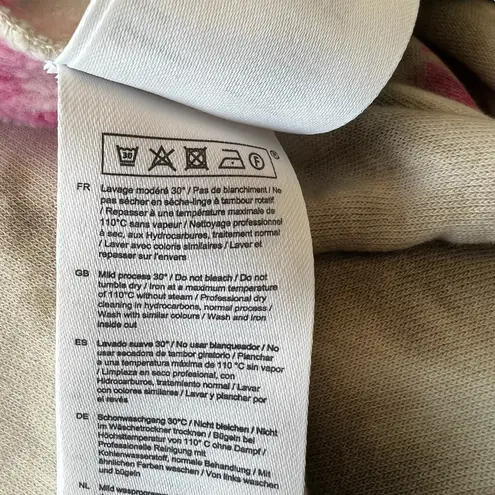 30 F ®
FR Lavage modéré 30° / Pas de blanchiment / Ne
pas sécher en sèche-linge à tambour rotatif
/ Repasser à une température maximale de
110°C sans vapeur / Nettoyage professionnel
à sec, aux Hydrocarbures, traitement normal
/ Laver avec coloris similaires / Laver et
repasser sur l'envers
GB Mild process 30° / Do not bleach / Do not
tumble dry / Iron at a maximum temperature
of 110°C without steam / Professional dry
cleaning in hydrocarbons, normal process /
Wash with similar colours / Wash and iron
inside out
ES Lavado suave 30° / No usar blanqueador / No
usar secadora de tambor giratorio / Planchar
a una temperatura máxima de 110 °C sin vapor
/ Limpieza en seco profesional, con
Hidrocarburos, tratamiento normal / Lavar
con colores similares / Lavar y planchar por
el revés
DE Schonwaschgang 30°C / Nicht bleichen / Nicht
im Wäschetrockner trocknen / Bügeln bei
Höchsttemperatur von 110° C ohne Dampf /
Professionelle Reinigung mit
Kohlenwasserstoff, normale Behandlung / Mit
ähnlichen Farben waschen / Von links waschen
und bügeln
NL Mild